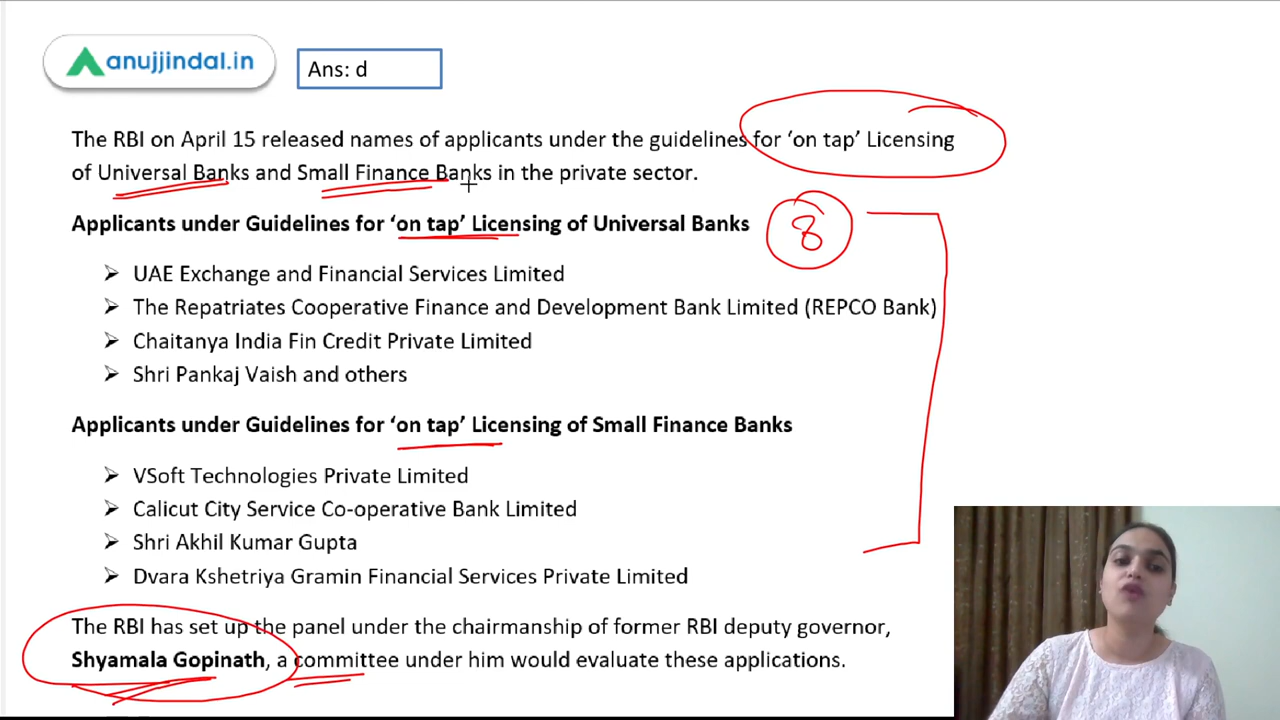 anujjindal.in
Ans: d
The RBI on April 15 released names of applicants under the guidelines for ‘on tap’ Licensing
of Universal Banks and Small Finance Banks in the private sector.
Applicants under Guidelines for ‘on tap’ Licensing of Universal Banks
8
➢ UAE Exchange and Financial Services Limited
➢ The Repatriates Cooperative Finance and Development Bank Limited (REPCO Bank)
➢ Chaitanya India Fin Credit Private Limited
➢ Shri Pankaj Vaish and others
Applicants under Guidelines for ‘on tap’ Licensing of Small Finance Banks
➢ VSoft Technologies Private Limited
➢ Calicut City Service Co-operative Bank Limited
➢ Shri Akhil Kumar Gupta
➢ Dvara Kshetriya Gramin Financial Services Private Limited
The RBI has set up the panel under the chairmanship of former RBI deputy governor,
Shyamala Gopinath, a committee under him would evaluate these applications.